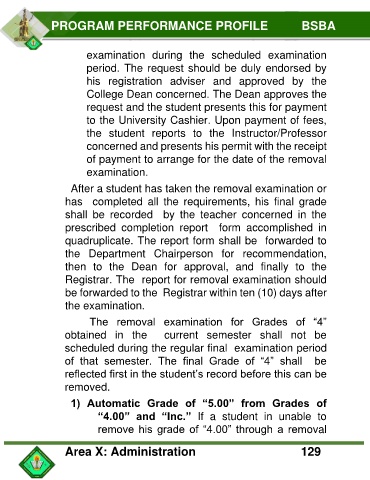 PROGRAM PERFORMANCE PROFILE BSBA
examination during the scheduled examination
period. The request should be duly endorsed by
his registration adviser and approved by the
College Dean concerned. The Dean approves the
request and the student presents this for payment
to the University Cashier. Upon payment of fees,
the student reports to the Instructor/Professor
concerned and presents his permit with the receipt
of payment to arrange for the date of the removal
examination.
After a student has taken the removal examination or
has completed all the requirements, his final grade
shall be recorded by the teacher concerned in the
prescribed completion report form accomplished in
quadruplicate. The report form shall be forwarded to
the Department Chairperson for recommendation,
then to the Dean for approval, and finally to the
Registrar. The report for removal examination should
be forwarded to the Registrar within ten (10) days after
the examination.
The removal examination for Grades of “4”
obtained in the current semester shall not be
scheduled during the regular final examination period
of that semester. The final Grade of “4” shall be
reflected first in the student’s record before this can be
removed.
1) Automatic Grade of “5.00” from Grades of
“4.00” and “Inc.” If a student in unable to
remove his grade of “4.00” through a removal
Area X: Administration 129